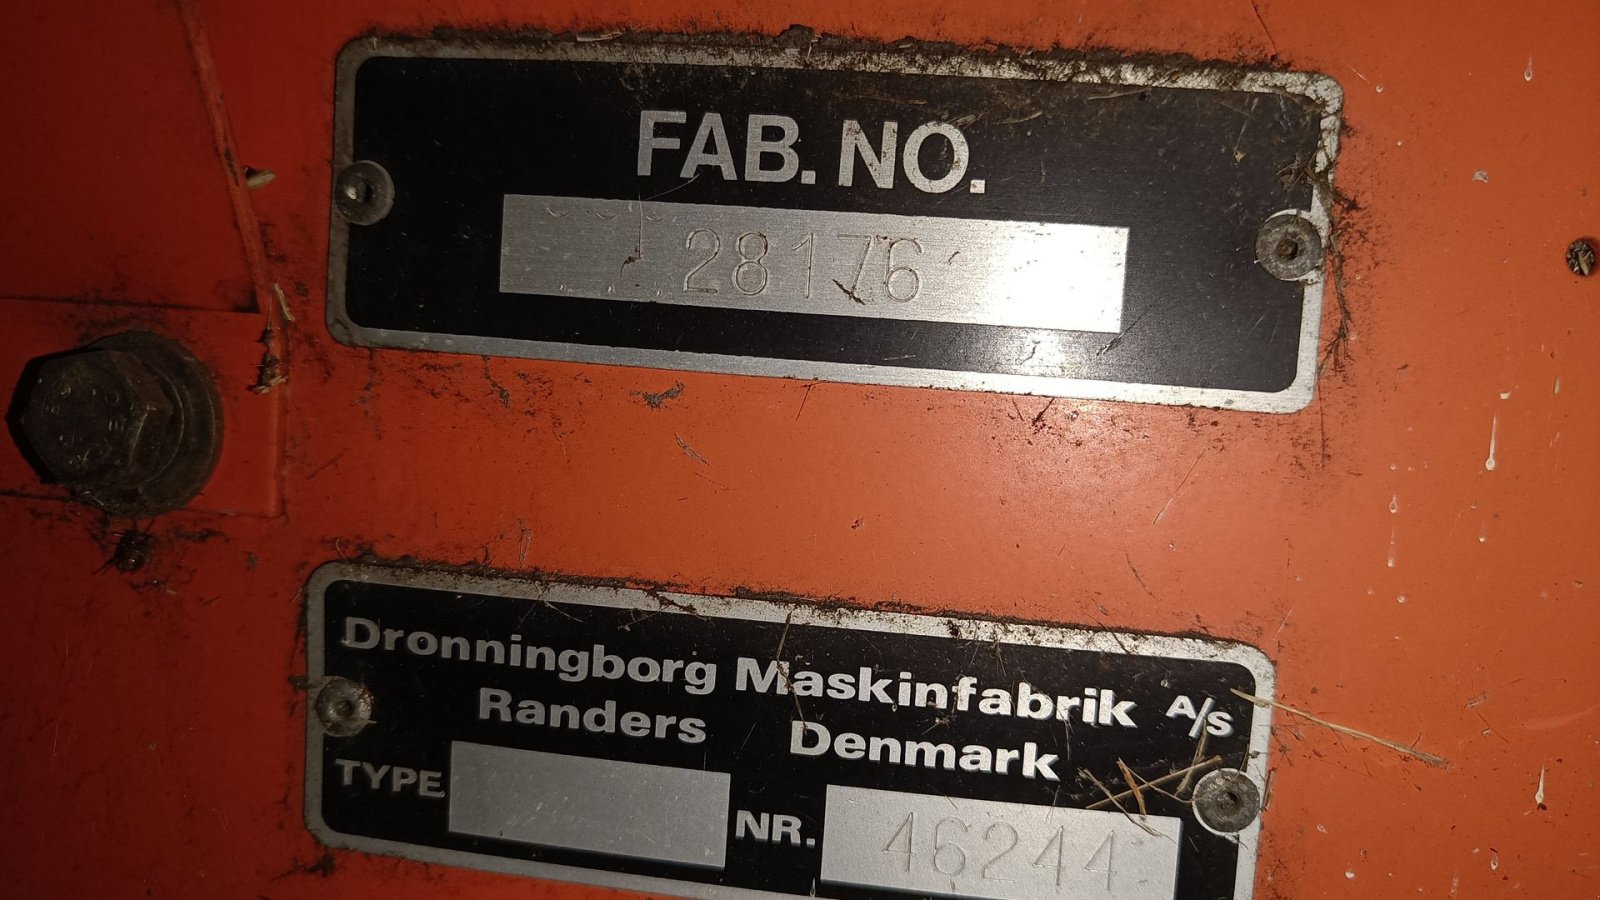 FAB. NO.
28176
Dronningborg Maskinfabrik A/S
Randers Denmark
TYPE NR. 46244